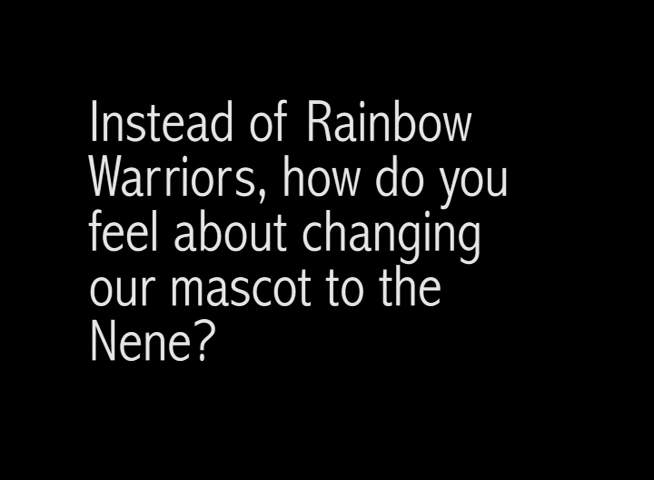 Instead of Rainbow
Warriors, how do you
feel about changing
our mascot to the
Nene?